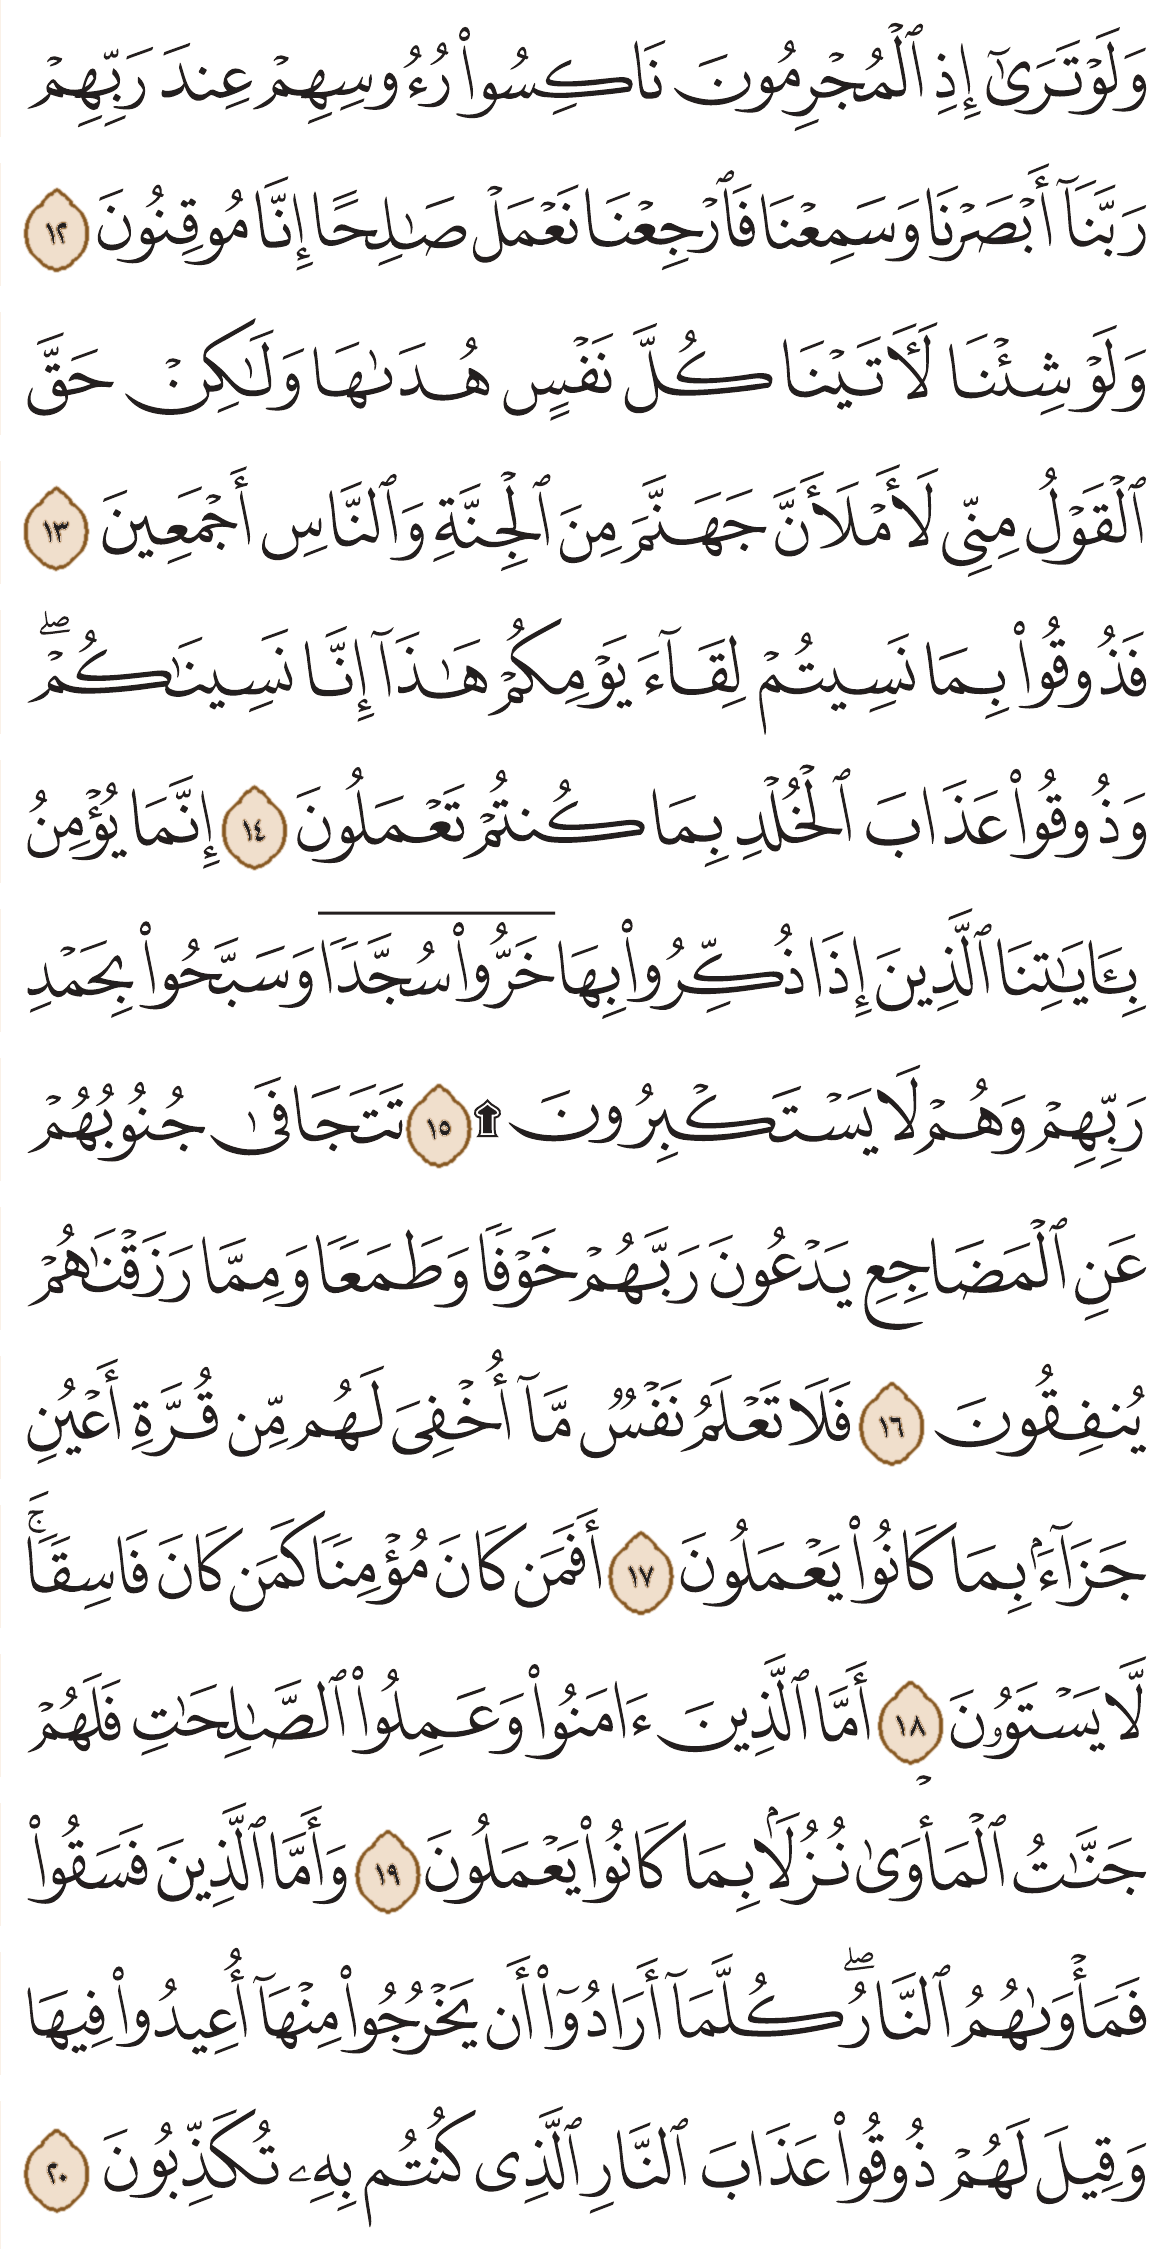 وَلَوۡ تَرَىٰٓ إِذِ ٱلۡمُجۡرِمُونَ نَاكِسُواْ رُءُوسِهِمۡ عِندَ رَبِّهِمۡ
رَبَّنَآ أَبۡصَرۡنَا وَسَمِعۡنَا فَٱرۡجِعۡنَا نَعۡمَلۡ صَٰلِحًا إِنَّا مُوقِنُونَ ١٢
وَلَوۡ شِئۡنَا لَأٓتَيۡنَا كُلَّ نَفۡسٍ هُدَىٰهَا وَلَٰكِنۡ حَقَّ
ٱلۡقَوۡلُ مِنِّي لَأَمۡلَأَنَّ جَهَنَّمَ مِنَ ٱلۡجِنَّةِ وَٱلنَّاسِ أَجۡمَعِينَ ١٣
فَذُوقُواْ بِمَا نَسِيتُمۡ لِقَآءَ يَوۡمِكُمۡ هَٰذَآ إِنَّا نَسِينَٰكُمۡۖ
وَذُوقُواْ عَذَابَ ٱلۡخُلۡدِ بِمَا كُنتُمۡ تَعۡمَلُونَ ١٤ إِنَّمَا يُؤۡمِنُ
بِـَٔايَٰتِنَا ٱلَّذِينَ إِذَا ذُكِّرُواْ بِهَا خَرُّواْ سُجَّدٗا وَسَبَّحُواْ بِحَمۡدِ
رَبِّهِمۡ وَهُمۡ لَا يَسۡتَكۡبِرُونَ ۩ ١٥ تَتَجَافَىٰ جُنُوبُهُمۡ
عَنِ ٱلۡمَضَاجِعِ يَدۡعُونَ رَبَّهُمۡ خَوۡفٗا وَطَمَعٗا وَمِمَّا رَزَقۡنَٰهُمۡ
يُنفِقُونَ ١٦ فَلَا تَعۡلَمُ نَفۡسٞ مَّآ أُخۡفِيَ لَهُم مِّن قُرَّةِ أَعۡيُنٖ
جَزَآءَۢ بِمَا كَانُواْ يَعۡمَلُونَ ١٧ أَفَمَن كَانَ مُؤۡمِنٗا كَمَن كَانَ فَاسِقٗاۚ
لَّا يَسۡتَوُۥنَ ١٨ أَمَّا ٱلَّذِينَ ءَامَنُواْ وَعَمِلُواْ ٱلصَّٰلِحَٰتِ فَلَهُمۡ
جَنَّٰتُ ٱلۡمَأۡوَىٰ نُزُلَۢا بِمَا كَانُواْ يَعۡمَلُونَ ١٩ وَأَمَّا ٱلَّذِينَ فَسَقُواْ
فَمَأۡوَىٰهُمُ ٱلنَّارُۖ كُلَّمَآ أَرَادُوٓاْ أَن يَخۡرُجُواْ مِنۡهَآ أُعِيدُواْ فِيهَا
وَقِيلَ لَهُمۡ ذُوقُواْ عَذَابَ ٱلنَّارِ ٱلَّذِي كُنتُم بِهِۦ تُكَذِّبُونَ ٢٠